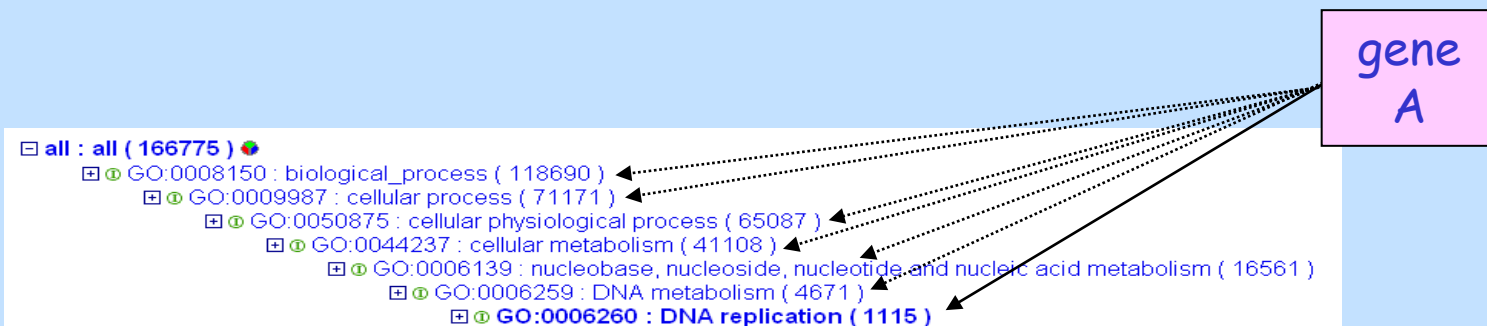 gene
A
all : all ( 166775 )
GO:0008150 : biological_process ( 118690 )
GO:0009987 : cellular process ( 71171 )
GO:0050875 : cellular physiological process ( 65087 )
GO:0044237 : cellular metabolism ( 41108 )
GO:0006139 : nucleobase, nucleoside, nucleotide and nucleic acid metabolism ( 16561 )
GO:0006259 : DNA metabolism ( 4671 )
GO:0006260 : DNA replication ( 1115 )